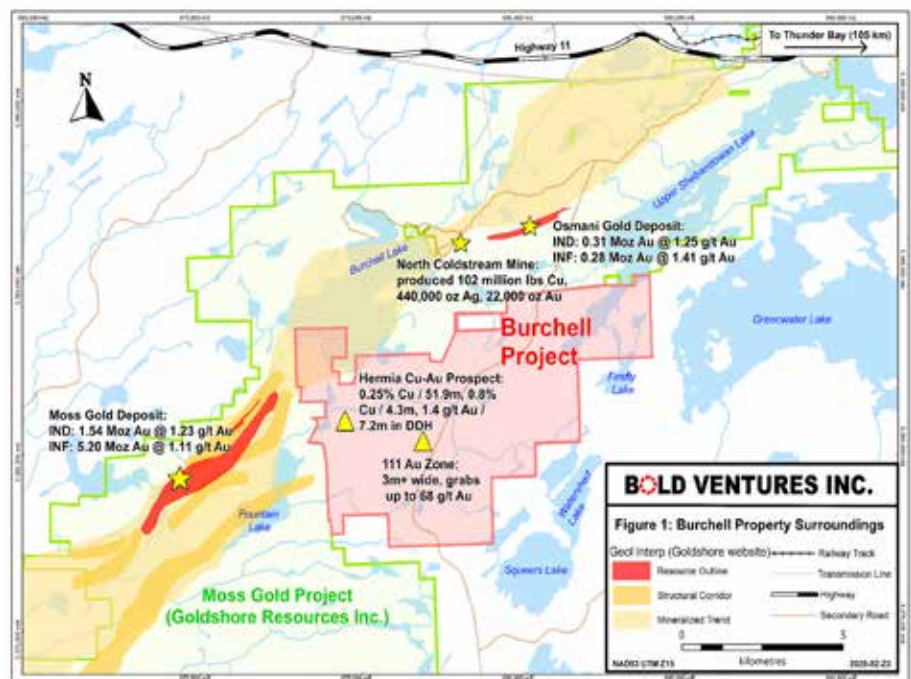 Highway 11
To Thunder Bay (105 km)
N
Upper Shebandowan Lake
Burchell Lake
Osmani Gold Deposit:
IND: 0.31 Moz Au @ 1.25 g/t Au
INF: 0.28 Moz Au @ 1.41 g/t Au
North Coldstream Mine:
produced 102 million lbs Cu,
440,000 oz Ag, 22,000 oz Au
Burchell
Project
Greenwater Lake
Firefly
Lake
Hermia Cu-Au Prospect:
0.25% Cu / 51.9m, 0.8%
Cu / 4.3m, 1.4 g/t Au /
7.2m in DDH
Moss Gold Deposit:
IND: 1.54 Moz Au @ 1.23 g/t Au
INF: 5.20 Moz Au @ 1.11 g/t Au
111 Au Zone:
3m+ wide, grabs
up to 68 g/t Au
Fountain
Lake
Watershed
Lake
Squeers Lake
Moss Gold Project
(Goldshore Resources Inc.)
BOLD VENTURES INC.
Figure 1: Burchell Property Surroundings
Geol Interp (Goldshore website)
Railway Track
Resource Outline
Transmission Line
Structural Corridor
Highway
Mineralized Trend
Secondary Road
0 5
kilometres
NAD83 UTM Z15